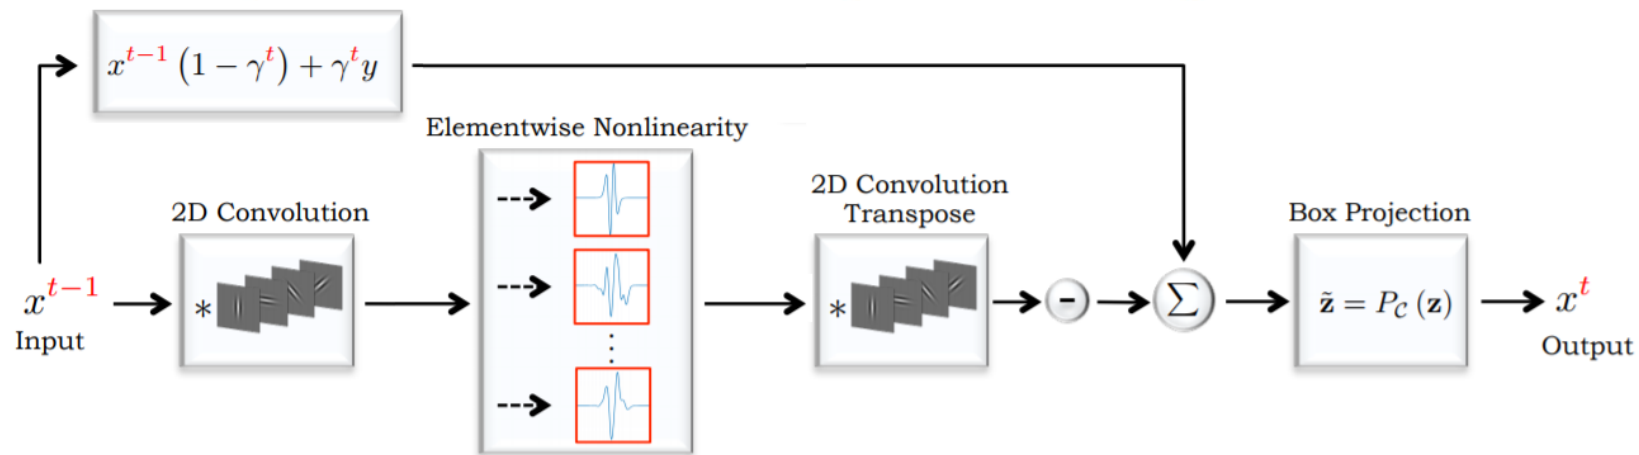 x^{t-1} (1 - γ^t) + γ^t y
Elementwise Nonlinearity
2D Convolution
2D Convolution
Transpose
Box Projection
x^{t-1}
Input
*
*
-
Σ
z̃ = P_C (z)
x^t
Output